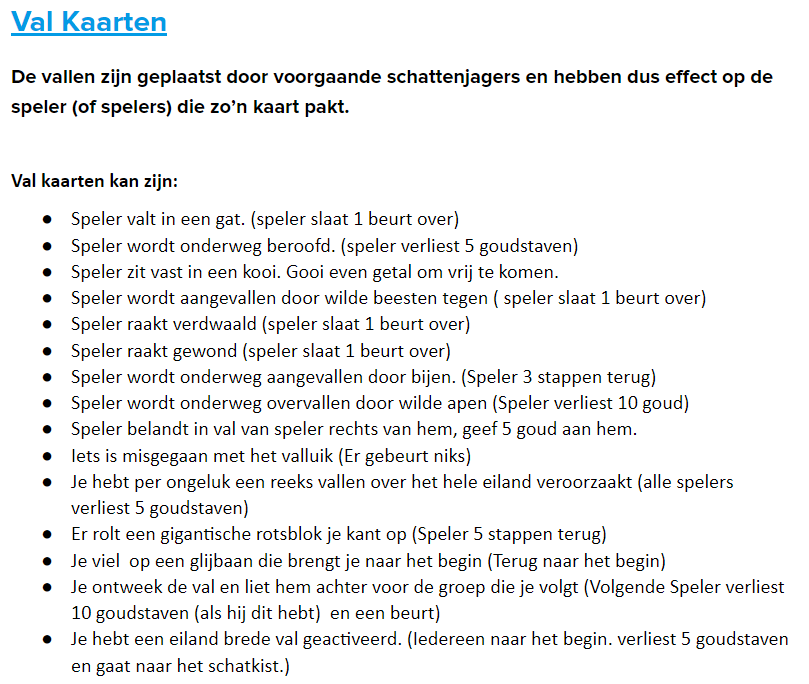 Val Kaarten
De vallen zijn geplaatst door voorgaande schattenjagers en hebben dus effect op de
speler (of spelers) die zo’n kaart pakt.
Val kaarten kan zijn:
● Speler valt in een gat. (speler slaat 1 beurt over)
● Speler wordt onderweg beroofd. (speler verliest 5 goudstaven)
● Speler zit vast in een kooi. Gooi even getal om vrij te komen.
● Speler wordt aangevallen door wilde beesten tegen ( speler slaat 1 beurt over)
● Speler raakt verdwaald (speler slaat 1 beurt over)
● Speler raakt gewond (speler slaat 1 beurt over)
● Speler wordt onderweg aangevallen door bijen. (Speler 3 stappen terug)
● Speler wordt onderweg overvallen door wilde apen (Speler verliest 10 goud)
● Speler belandt in val van speler rechts van hem, geef 5 goud aan hem.
● Iets is misgegaan met het valluik (Er gebeurt niks)
● Je hebt per ongeluk een reeks vallen over het hele eiland veroorzaakt (alle spelers
verliest 5 goudstaven)
● Er rolt een gigantische rotsblok je kant op (Speler 5 stappen terug)
● Je viel  op een glijbaan die brengt je naar het begin (Terug naar het begin)
● Je ontweek de val en liet hem achter voor de groep die je volgt (Volgende Speler verliest
10 goudstaven (als hij dit hebt)  en een beurt)
● Je hebt een eiland brede val geactiveerd. (Iedereen naar het begin. verliest 5 goudstaven
en gaat naar het schatkist.)